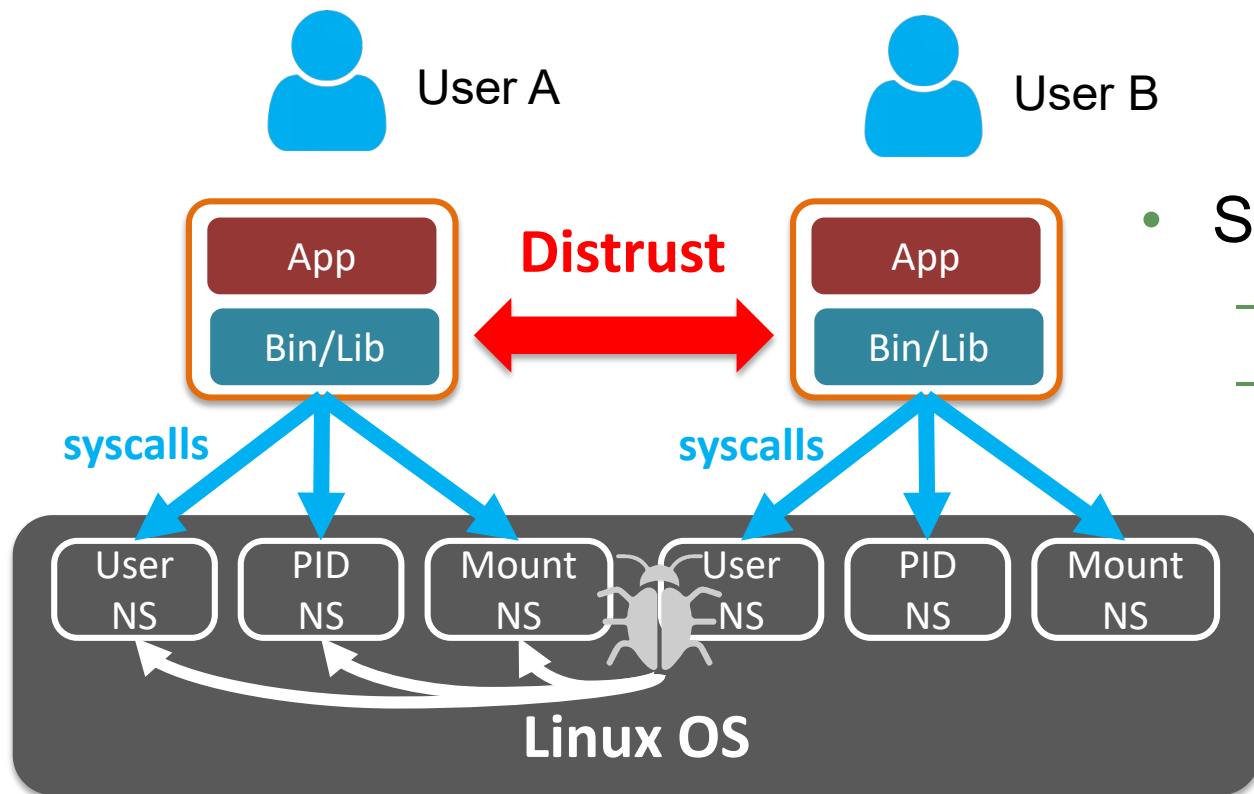 User A
User B
• S
–
–
App
Distrust
App
Bin/Lib
Bin/Lib
syscalls
syscalls
User
NS
PID
NS
Mount
NS
User
NS
PID
NS
Mount
NS
Linux OS